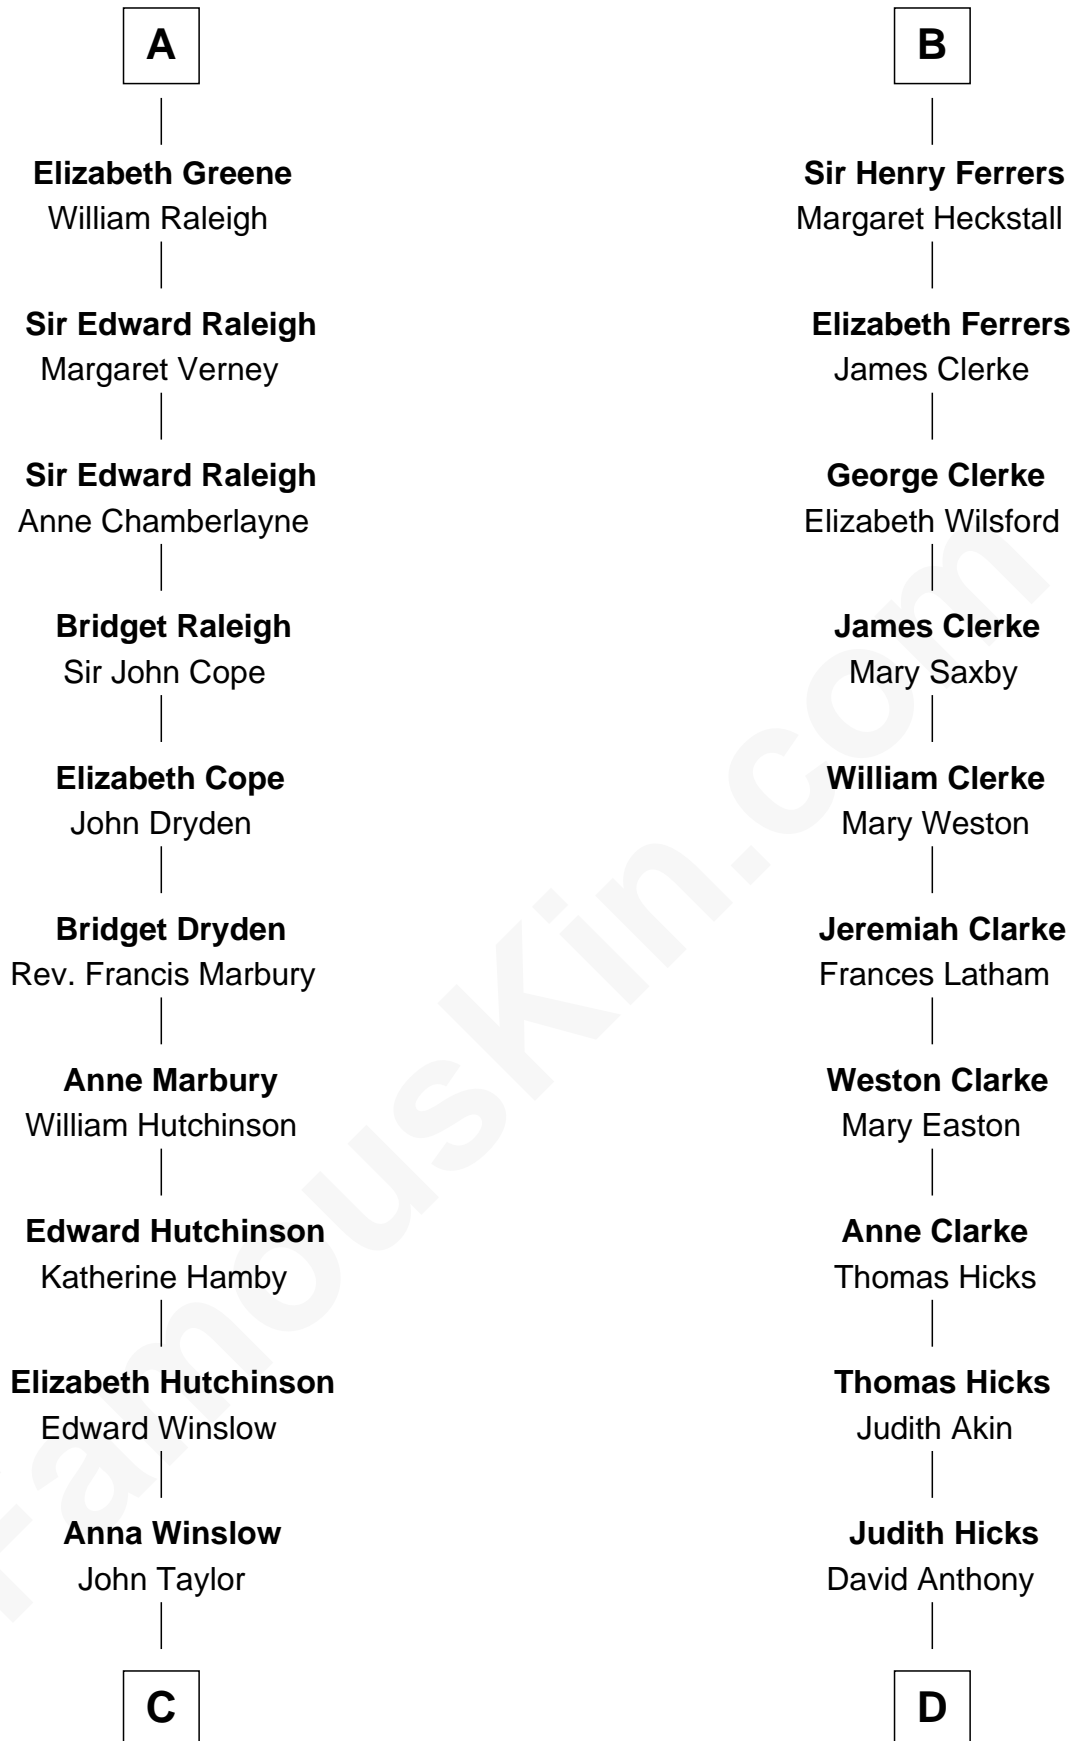 A
Elizabeth Greene
William Raleigh
Sir Edward Raleigh
Margaret Verney
Sir Edward Raleigh
Anne Chamberlayne
Bridget Raleigh
Sir John Cope
Elizabeth Cope
John Dryden
Bridget Dryden
Rev. Francis Marbury
Anne Marbury
William Hutchinson
Edward Hutchinson
Katherine Hamby
Elizabeth Hutchinson
Edward Winslow
Anna Winslow
John Taylor
C
B
Sir Henry Ferrers
Margaret Heckstall
Elizabeth Ferrers
James Clerke
George Clerke
Elizabeth Wilsford
James Clerke
Mary Saxby
William Clerke
Mary Weston
Jeremiah Clarke
Frances Latham
Weston Clarke
Mary Easton
Anne Clarke
Thomas Hicks
Thomas Hicks
Judith Akin
Judith Hicks
David Anthony
D
FamousKin.com